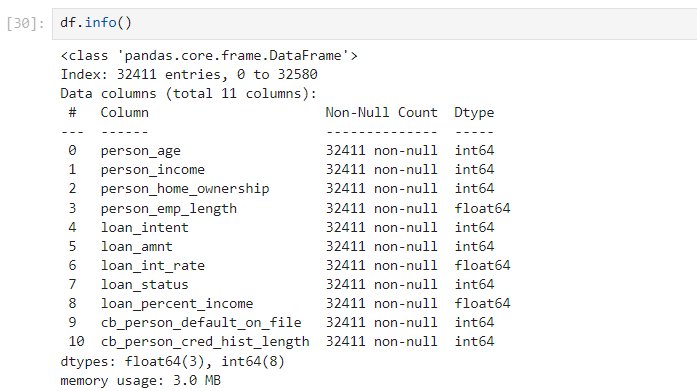 [30]: df.info()
<class 'pandas.core.frame.DataFrame'>
Index: 32411 entries, 0 to 32580
Data columns (total 11 columns):
 #   Column                      Non-Null Count  Dtype
---  ------                      --------------  -----
 0   person_age                  32411 non-null  int64
 1   person_income               32411 non-null  int64
 2   person_home_ownership       32411 non-null  int64
 3   person_emp_length           32411 non-null  float64
 4   loan_intent                 32411 non-null  int64
 5   loan_amnt                   32411 non-null  int64
 6   loan_int_rate               32411 non-null  float64
 7   loan_status                 32411 non-null  int64
 8   loan_percent_income         32411 non-null  float64
 9   cb_person_default_on_file   32411 non-null  int64
 10  cb_person_cred_hist_length  32411 non-null  int64
dtypes: float64(3), int64(8)
memory usage: 3.0 MB